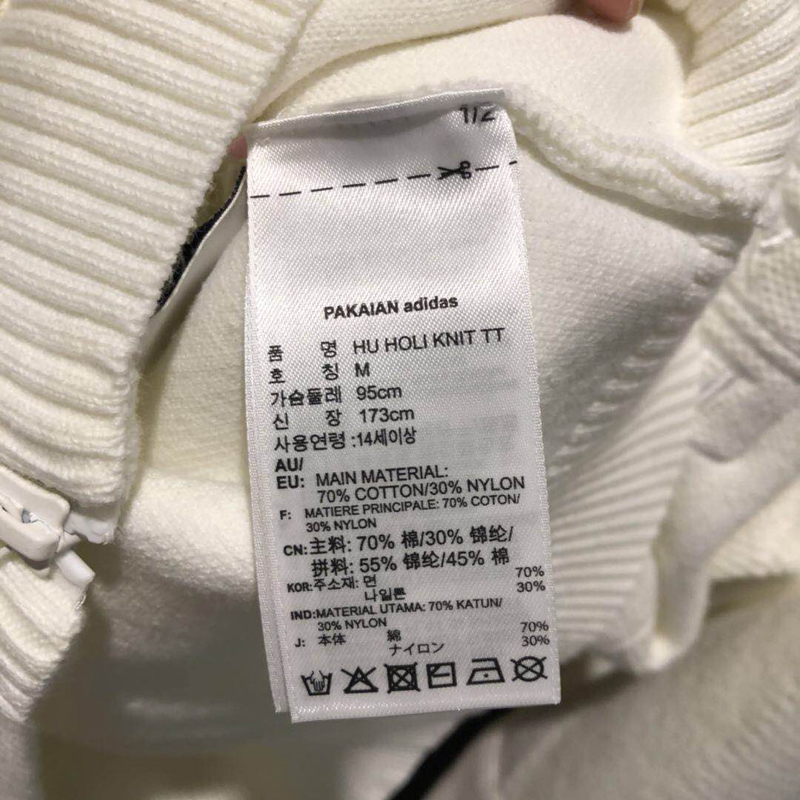 1/2
PAKAIAN adidas
품 명 HU HOLI KNIT TT
호 칭 M
가슴둘레 95cm
신 장 173cm
사용연령 :14세이상
AU/
EU: MAIN MATERIAL:
70% COTTON/30% NYLON
F: MATIERE PRINCIPALE: 70% COTON/
30% NYLON
CN:主料: 70% 棉/30% 锦纶/
拼料: 55% 锦纶/45% 棉
KOR:주소재: 면 70%
나일론 30%
IND:MATERIAL UTAMA: 70% KATUN/
30% NYLON
J: 本体 綿 70%
ナイロン 30%